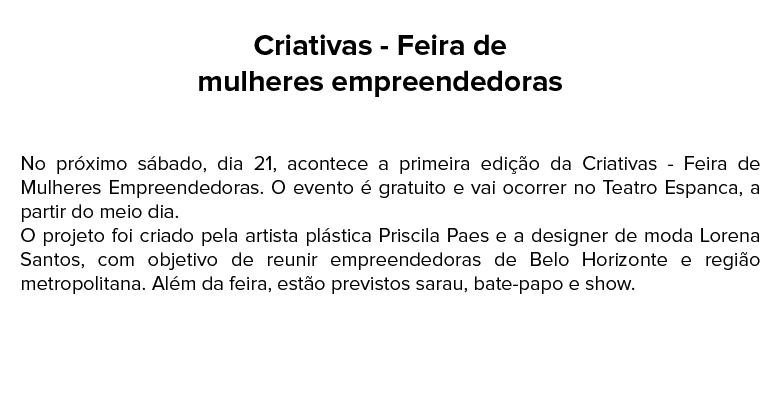 Criativas - Feira de
mulheres empreendedoras
No próximo sábado, dia 21, acontece a primeira edição da Criativas - Feira de
Mulheres Empreendedoras. O evento é gratuito e vai ocorrer no Teatro Espanca, a
partir do meio dia.
O projeto foi criado pela artista plástica Priscila Paes e a designer de moda Lorena
Santos, com objetivo de reunir empreendedoras de Belo Horizonte e região
metropolitana. Além da feira, estão previstos sarau, bate-papo e show.